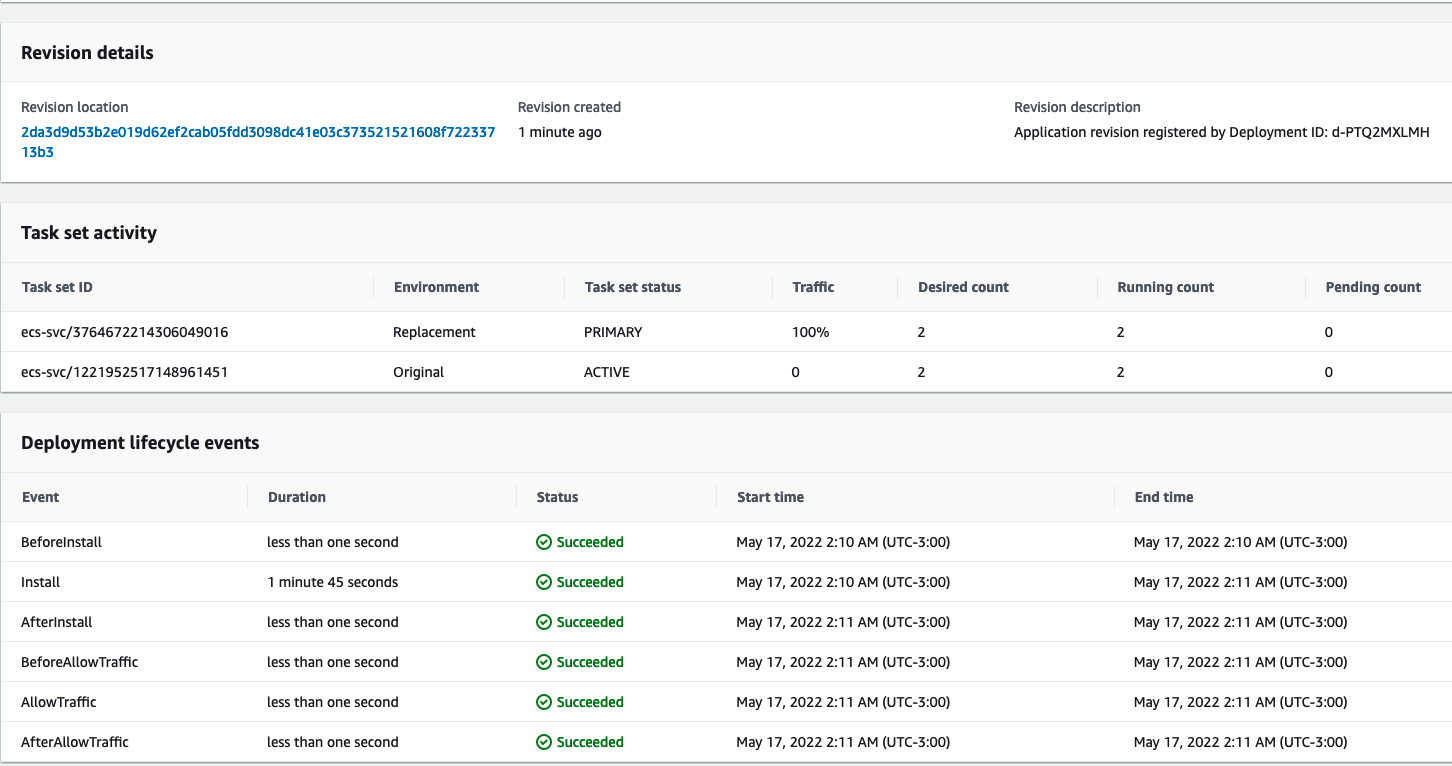 Revision details
Revision location Revision created Revision description
2da3d9d53b2e019d62ef2cab05fdd3098dc41e03c373521521608f722337 1 minute ago Application revision registered by Deployment ID: d-PTQ2MXLMH
13b3
Task set activity
Task set ID Environment Task set status Traffic Desired count Running count Pending count
ecs-svc/3764672214306049016 Replacement PRIMARY 100% 2 2 0
ecs-svc/1221952517148961451 Original ACTIVE 0 2 2 0
Deployment lifecycle events
Event Duration Status Start time End time
BeforeInstall less than one second Succeeded May 17, 2022 2:10 AM (UTC-3:00) May 17, 2022 2:10 AM (UTC-3:00)
Install 1 minute 45 seconds Succeeded May 17, 2022 2:10 AM (UTC-3:00) May 17, 2022 2:11 AM (UTC-3:00)
AfterInstall less than one second Succeeded May 17, 2022 2:11 AM (UTC-3:00) May 17, 2022 2:11 AM (UTC-3:00)
BeforeAllowTraffic less than one second Succeeded May 17, 2022 2:11 AM (UTC-3:00) May 17, 2022 2:11 AM (UTC-3:00)
AllowTraffic less than one second Succeeded May 17, 2022 2:11 AM (UTC-3:00) May 17, 2022 2:11 AM (UTC-3:00)
AfterAllowTraffic less than one second Succeeded May 17, 2022 2:11 AM (UTC-3:00) May 17, 2022 2:11 AM (UTC-3:00)